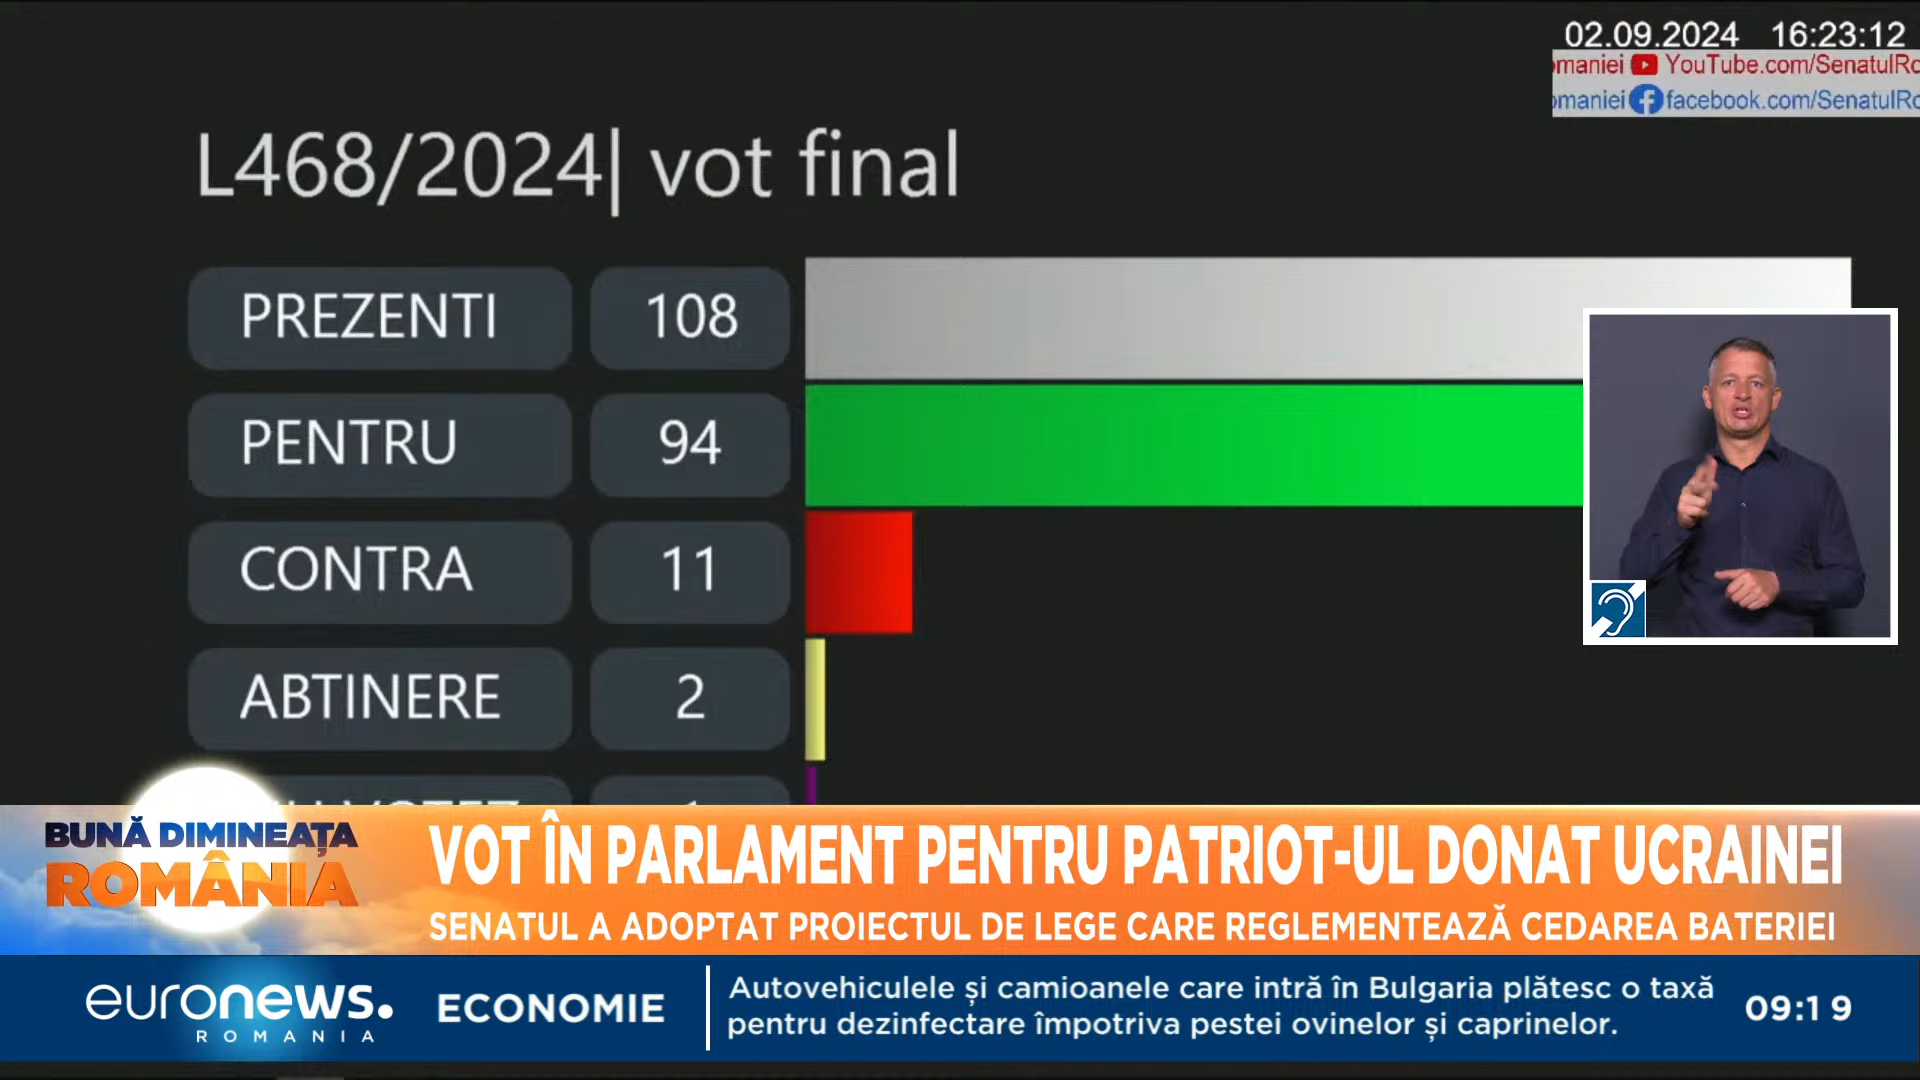 02.09.2024 16:23:12
omaniei YouTube.com/SenatulRo
omaniei facebook.com/SenatulRo
L468/2024| vot final
PREZENTI 108
PENTRU 94
CONTRA 11
ABTINERE 2
BUNĂ DIMINEAȚA
ROMÂNIA
VOT ÎN PARLAMENT PENTRU PATRIOT-UL DONAT UCRAINEI
SENATUL A ADOPTAT PROIECTUL DE LEGE CARE REGLEMENTEAZĂ CEDAREA BATERIEI
euronews.
ROMANIA
ECONOMIE
Autovehiculele și camioanele care intră în Bulgaria plătesc o taxă
pentru dezinfectare împotriva pestei ovinelor și caprinelor.
09:19